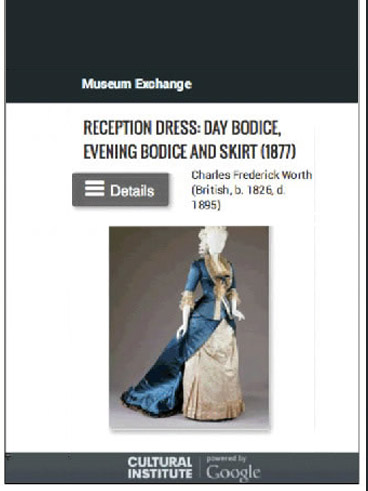 Museum Exchange
RECEPTION DRESS: DAY BODICE,
EVENING BODICE AND SKIRT (1877)
Details
Charles Frederick Worth
(British, b. 1826, d.
1895)
CULTURAL
INSTITUTE
powered by
Google